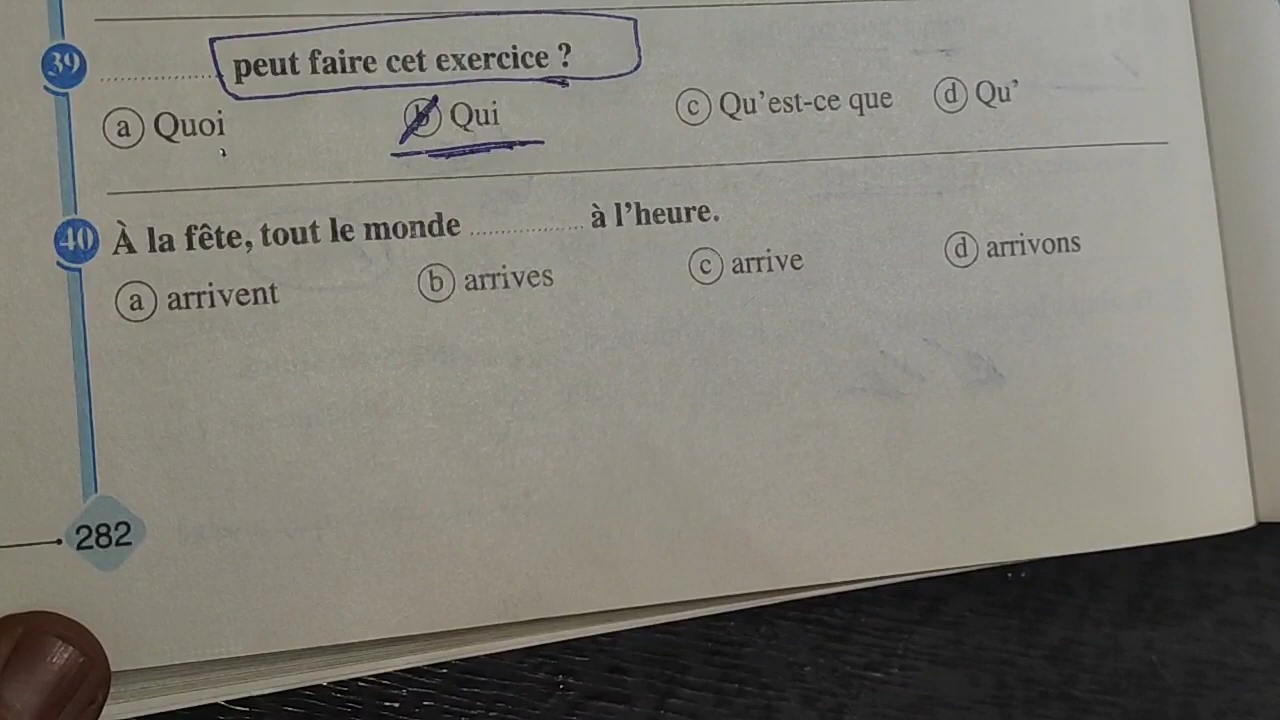 39 ............... peut faire cet exercice ?
a Quoi b Qui c Qu'est-ce que d Qu'
40 À la fête, tout le monde ............... à l'heure.
a arrivent b arrives c arrive d arrivons
282